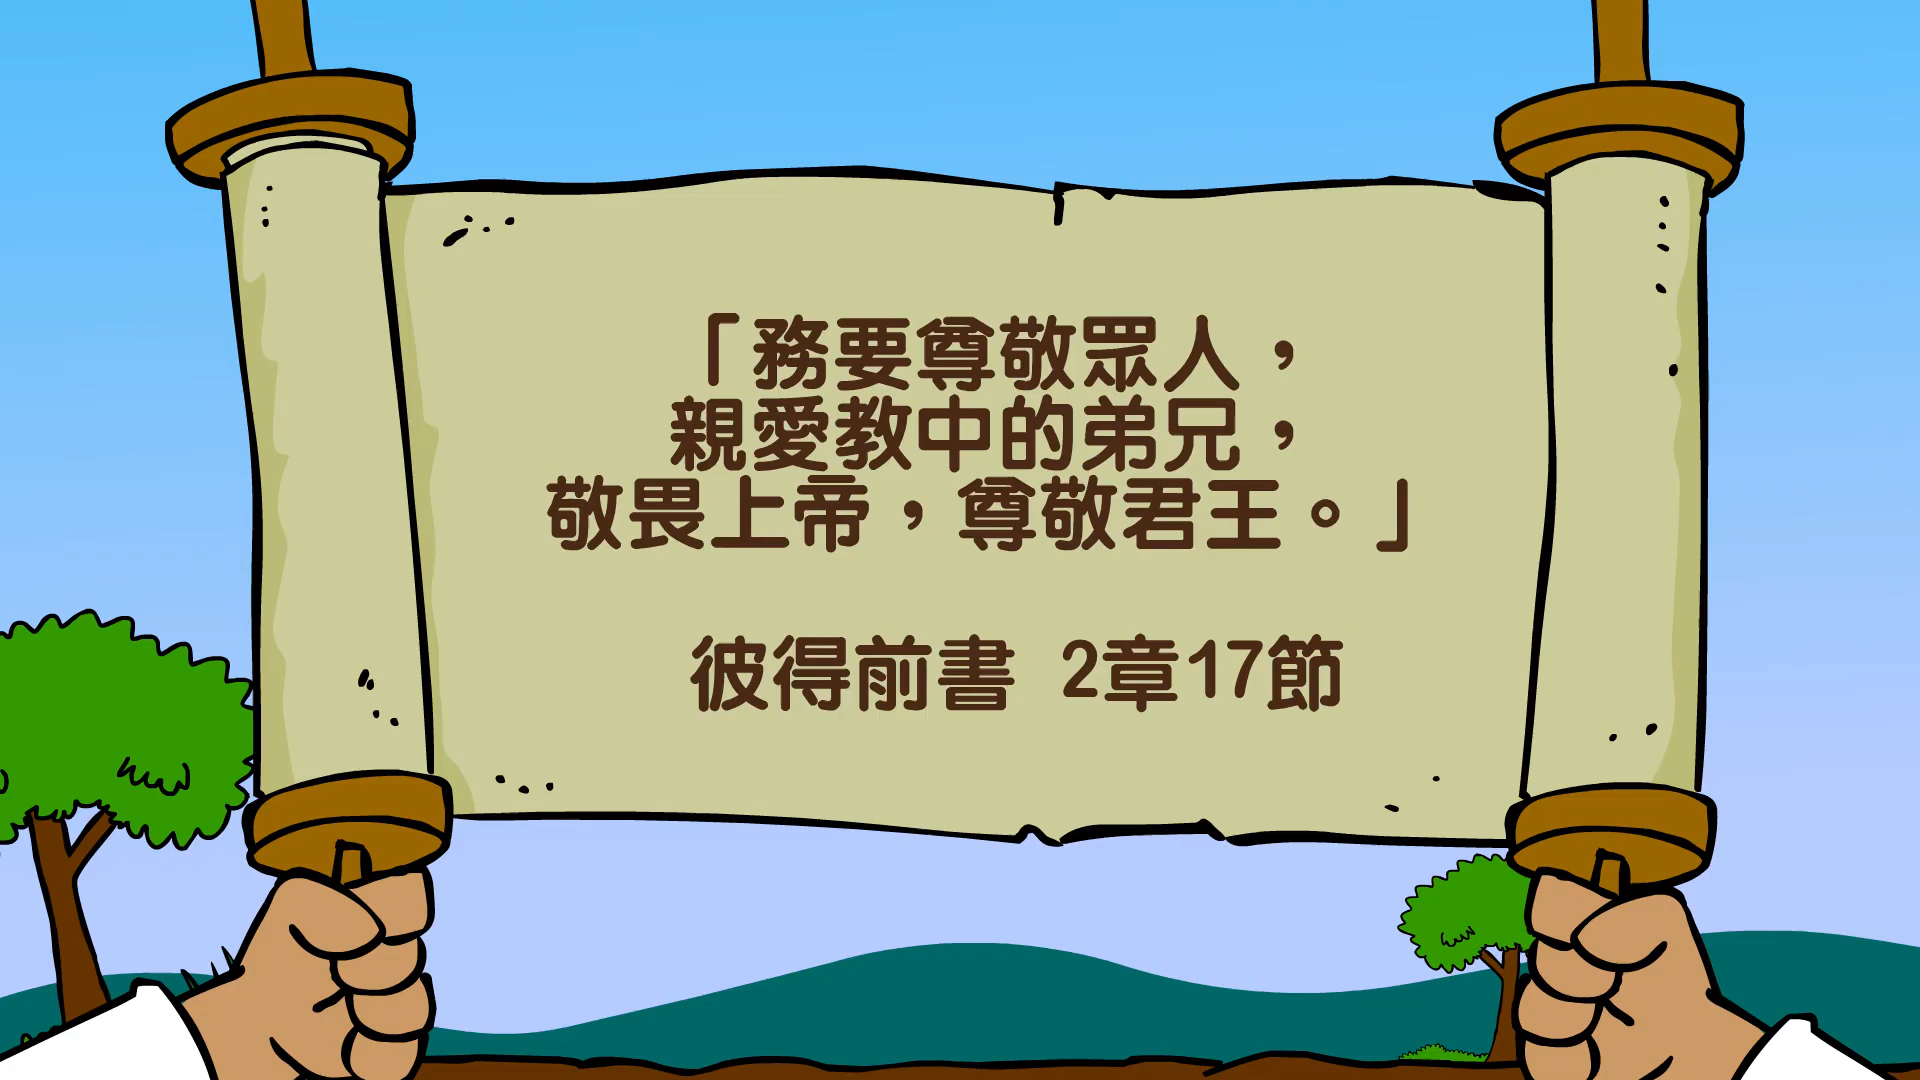 「務要尊敬眾人，
親愛教中的弟兄，
敬畏上帝，尊敬君王。」
彼得前書 2章17節